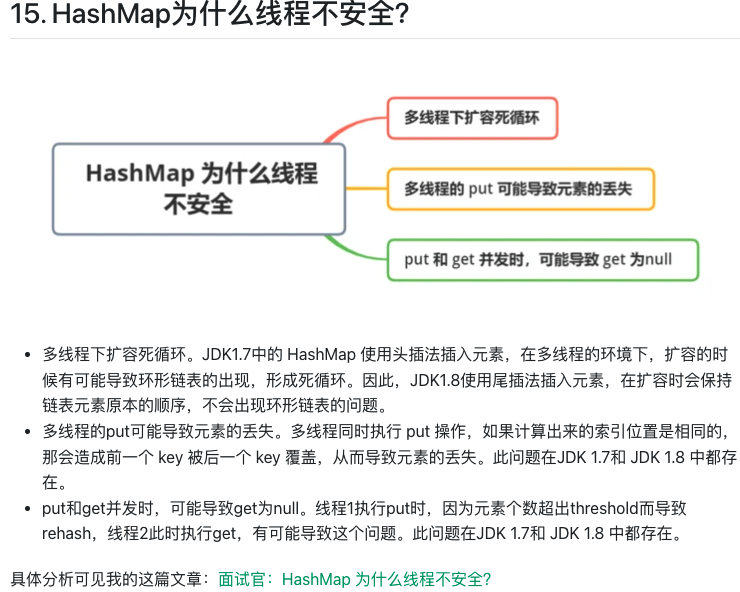 15. HashMap为什么线程不安全?
HashMap 为什么线程
不安全
多线程下扩容死循环
多线程的 put 可能导致元素的丢失
put 和 get 并发时，可能导致 get 为null
多线程下扩容死循环。JDK1.7中的 HashMap 使用头插法插入元素，在多线程的环境下，扩容的时
候有可能导致环形链表的出现，形成死循环。因此，JDK1.8使用尾插法插入元素，在扩容时会保持
链表元素原本的顺序，不会出现环形链表的问题。
多线程的put可能导致元素的丢失。多线程同时执行 put 操作，如果计算出来的索引位置是相同的，
那会造成前一个 key 被后一个 key 覆盖，从而导致元素的丢失。此问题在JDK 1.7和 JDK 1.8 中都存
在。
put和get并发时，可能导致get为null。线程1执行put时，因为元素个数超出threshold而导致
rehash，线程2此时执行get，有可能导致这个问题。此问题在JDK 1.7和 JDK 1.8 中都存在。
具体分析可见我的这篇文章：面试官：HashMap 为什么线程不安全?